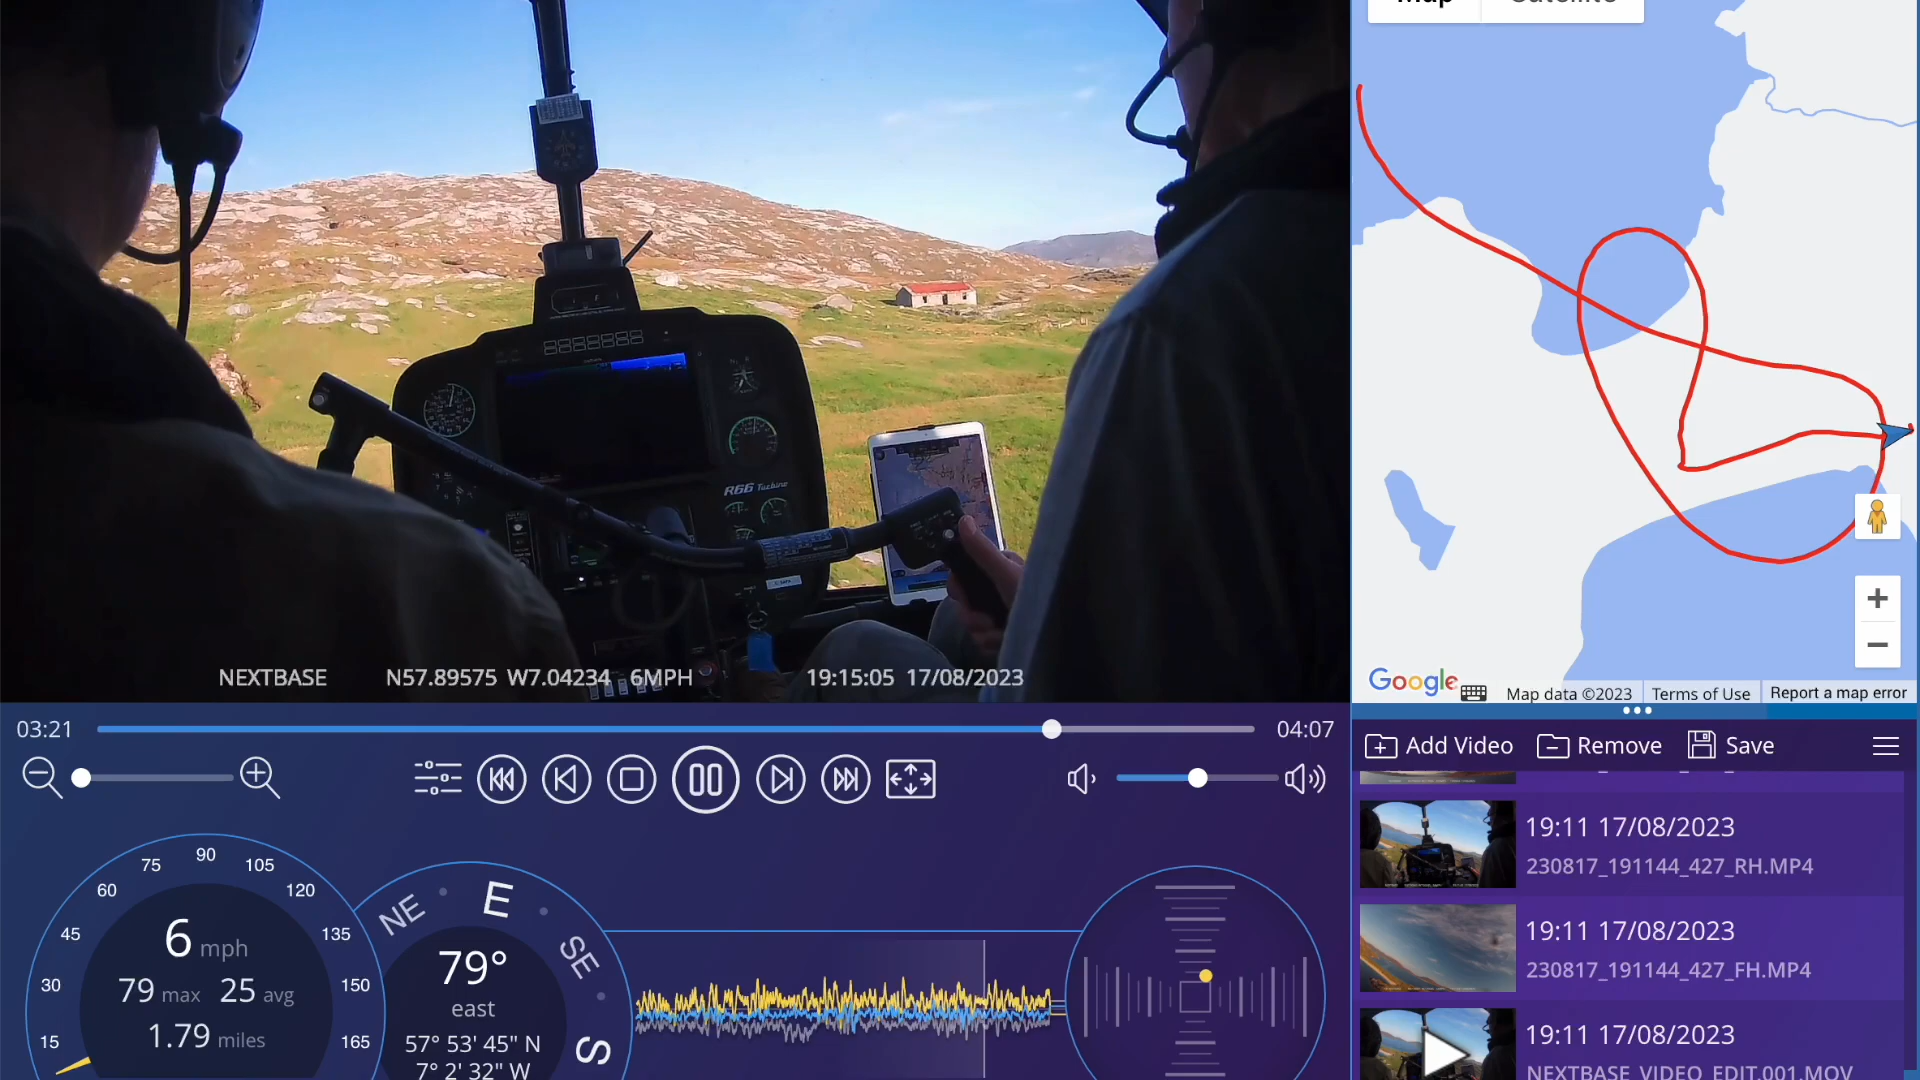 Map Satellite
R66 Turbine
NEXTBASE N57.89575 W7.04234 6MPH 19:15:05 17/08/2023
Google Map data ©2023 Terms of Use Report a map error
03:21
04:07
Add Video Remove Save
19:11 17/08/2023
230817_191144_427_RH.MP4
19:11 17/08/2023
230817_191144_427_FH.MP4
19:11 17/08/2023
NEXTBASE_VIDEO_EDIT.001.MOV
15 30 45 60 75 90 105 120 135 150 165
6 mph
79 max 25 avg
1.79 miles
NE E SE S
79°
east
57° 53' 45" N
7° 2' 32" W